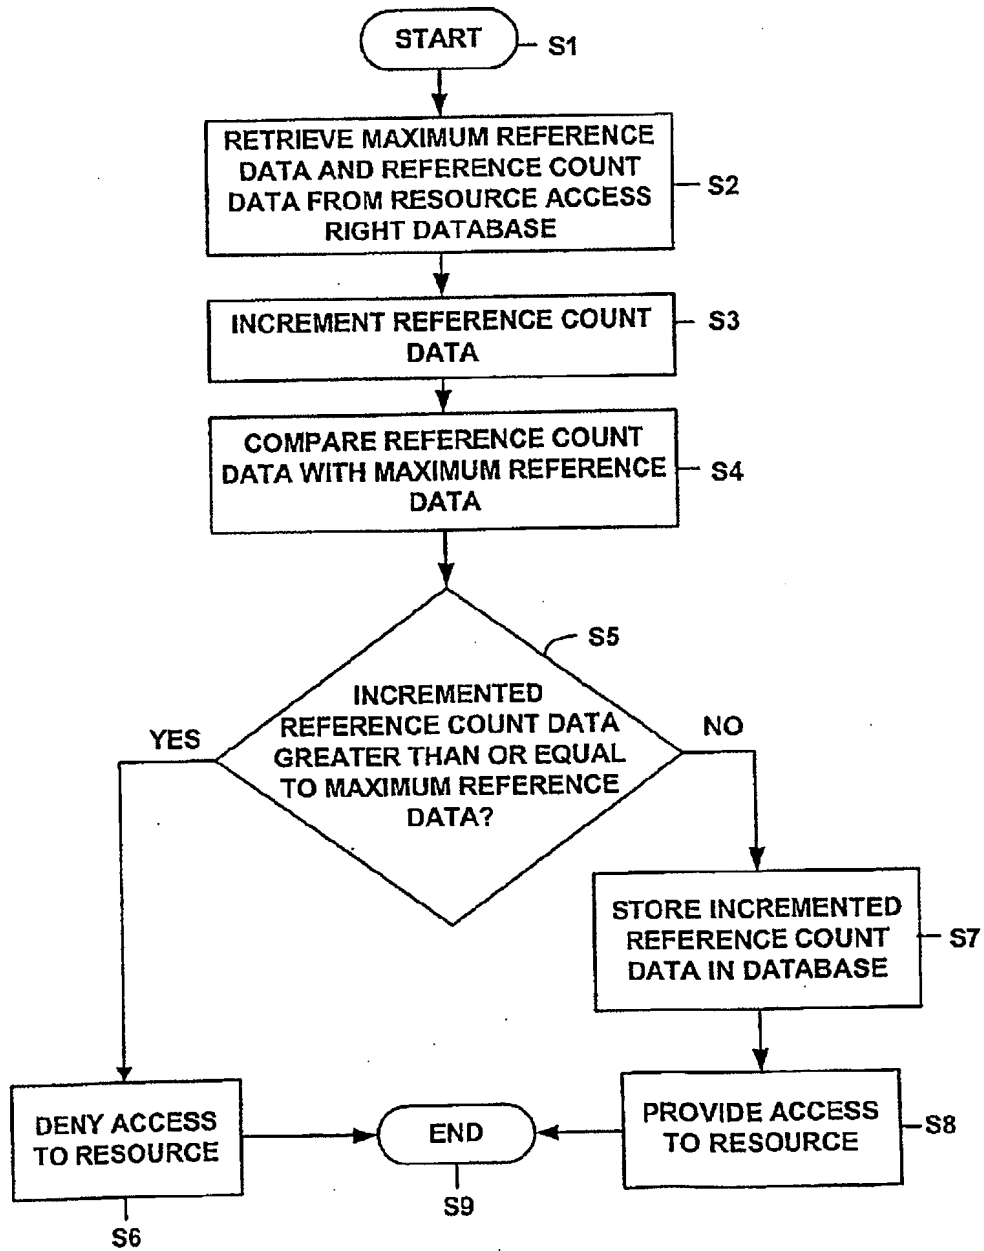 START
S1
RETRIEVE MAXIMUM REFERENCE
DATA AND REFERENCE COUNT
DATA FROM RESOURCE ACCESS
RIGHT DATABASE
S2
INCREMENT REFERENCE COUNT
DATA
S3
COMPARE REFERENCE COUNT
DATA WITH MAXIMUM REFERENCE
DATA
S4
S5
INCREMENTED
REFERENCE COUNT DATA
GREATER THAN OR EQUAL
TO MAXIMUM REFERENCE
DATA?
YES
NO
STORE INCREMENTED
REFERENCE COUNT
DATA IN DATABASE
S7
DENY ACCESS
TO RESOURCE
S6
END
S9
PROVIDE ACCESS
TO RESOURCE
S8